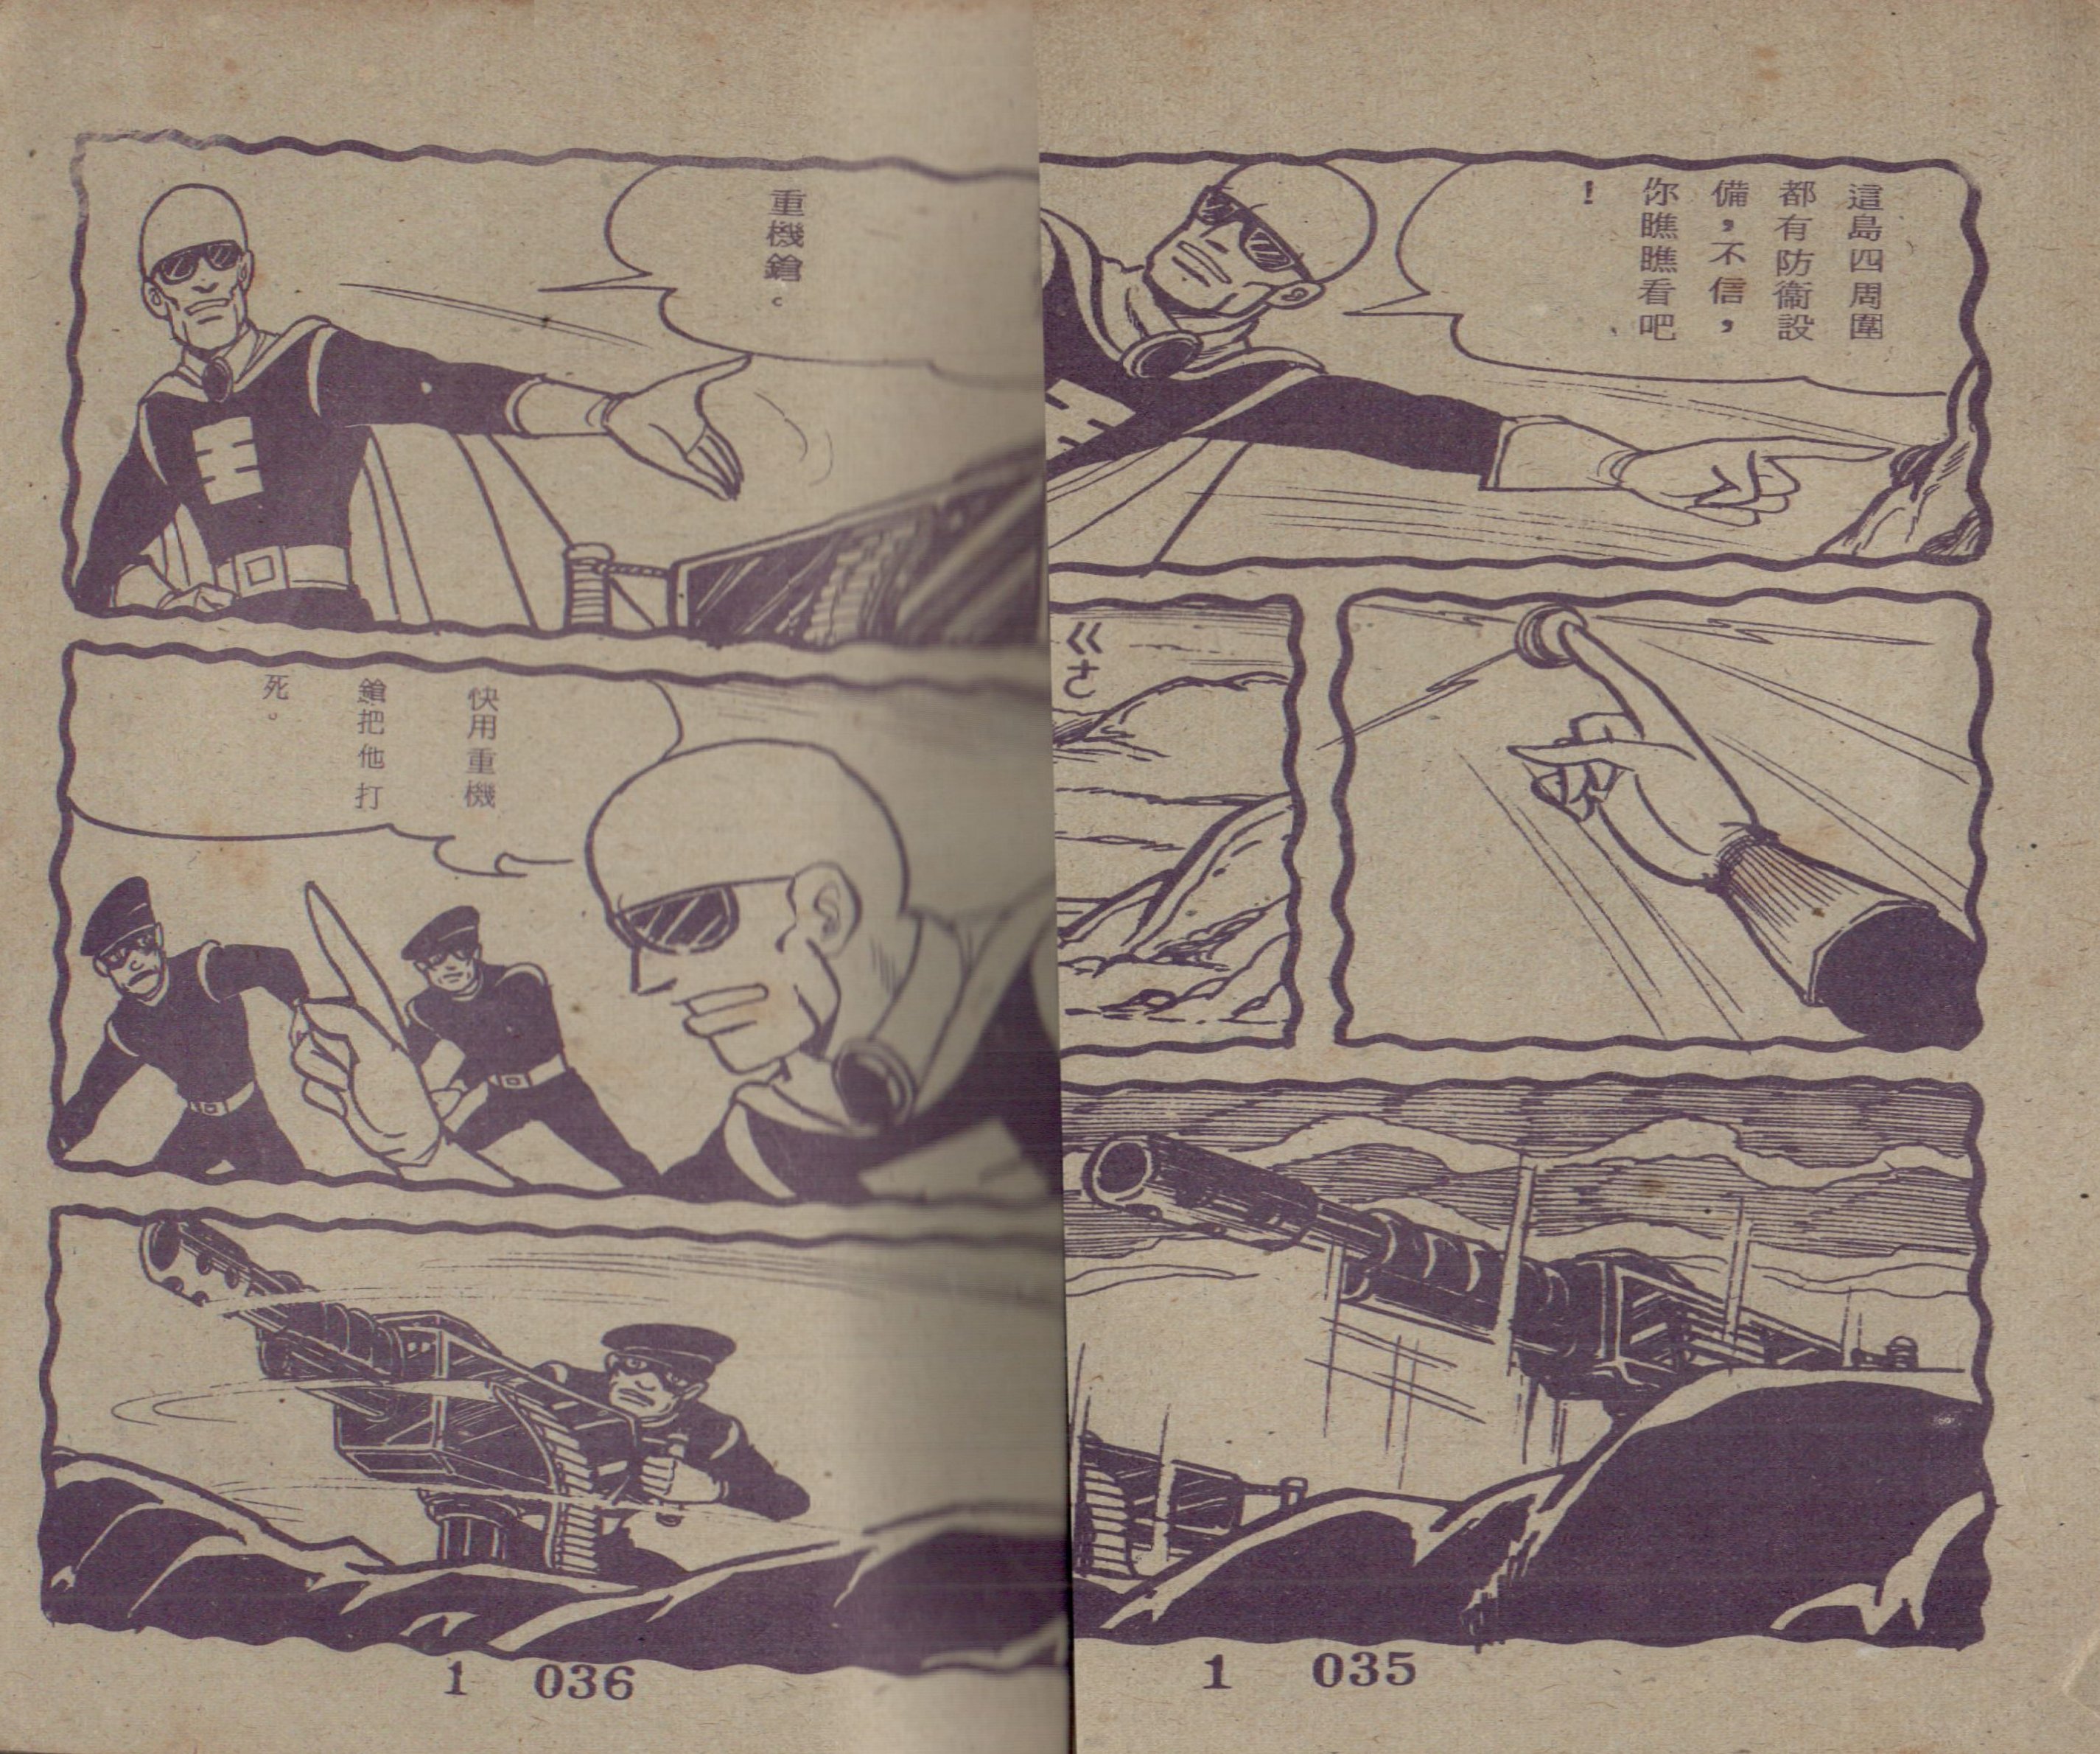 這島四周圍
都有防衛設
備，不信，
你瞧瞧看吧
！
ㄍㄜ
1 035
重機鎗。
快用重機
鎗把他打
死。
1 036